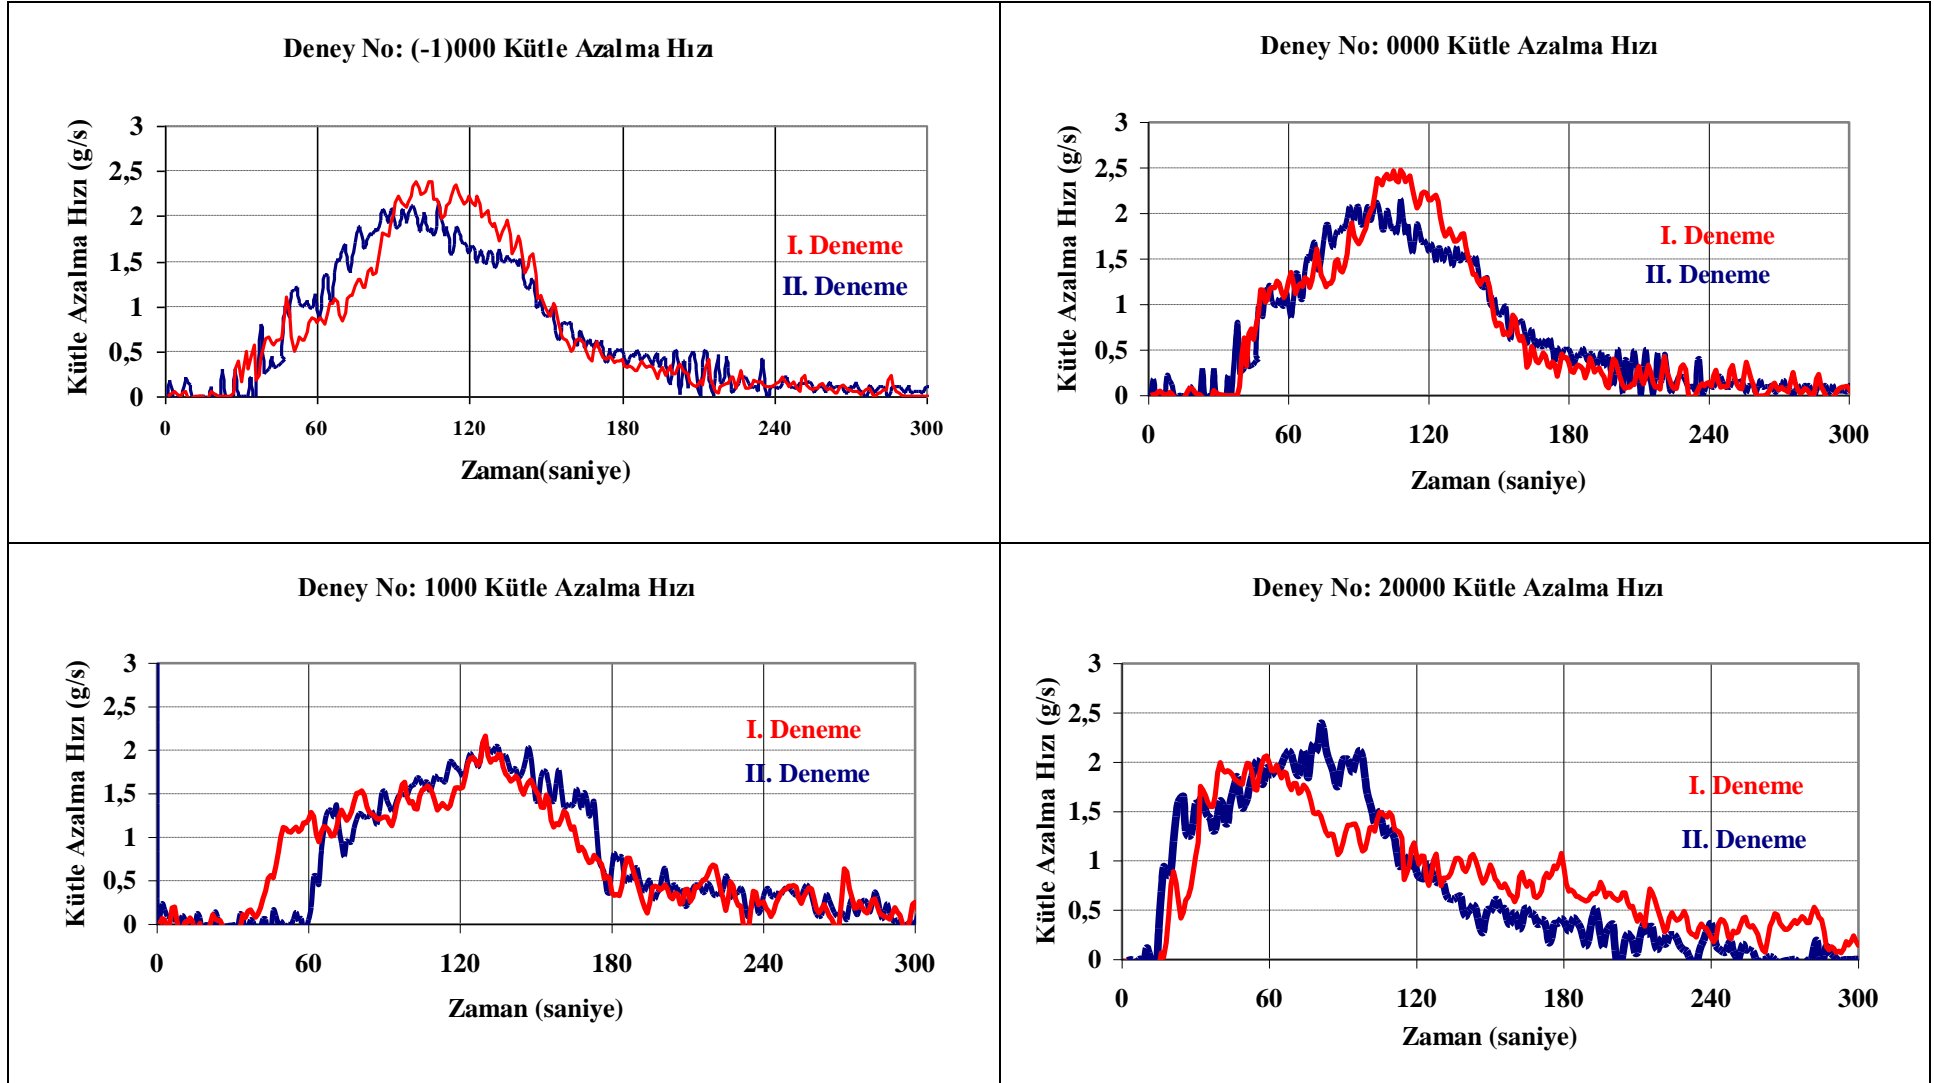 Deney No: (-1)000 Kütle Azalma Hızı
Kütle Azalma Hızı (g/s)
3
2,5
2
1,5
1
0,5
0
I. Deneme
II. Deneme
0 60 120 180 240 300
Zaman(saniye)
Deney No: 0000 Kütle Azalma Hızı
Kütle Azalma Hızı (g/s)
3
2,5
2
1,5
1
0,5
0
I. Deneme
II. Deneme
0 60 120 180 240 300
Zaman (saniye)
Deney No: 1000 Kütle Azalma Hızı
Kütle Azalma Hızı (g/s)
3
2,5
2
1,5
1
0,5
0
I. Deneme
II. Deneme
0 60 120 180 240 300
Zaman (saniye)
Deney No: 20000 Kütle Azalma Hızı
Kütle Azalma Hızı (g/s)
3
2,5
2
1,5
1
0,5
0
I. Deneme
II. Deneme
0 60 120 180 240 300
Zaman (saniye)